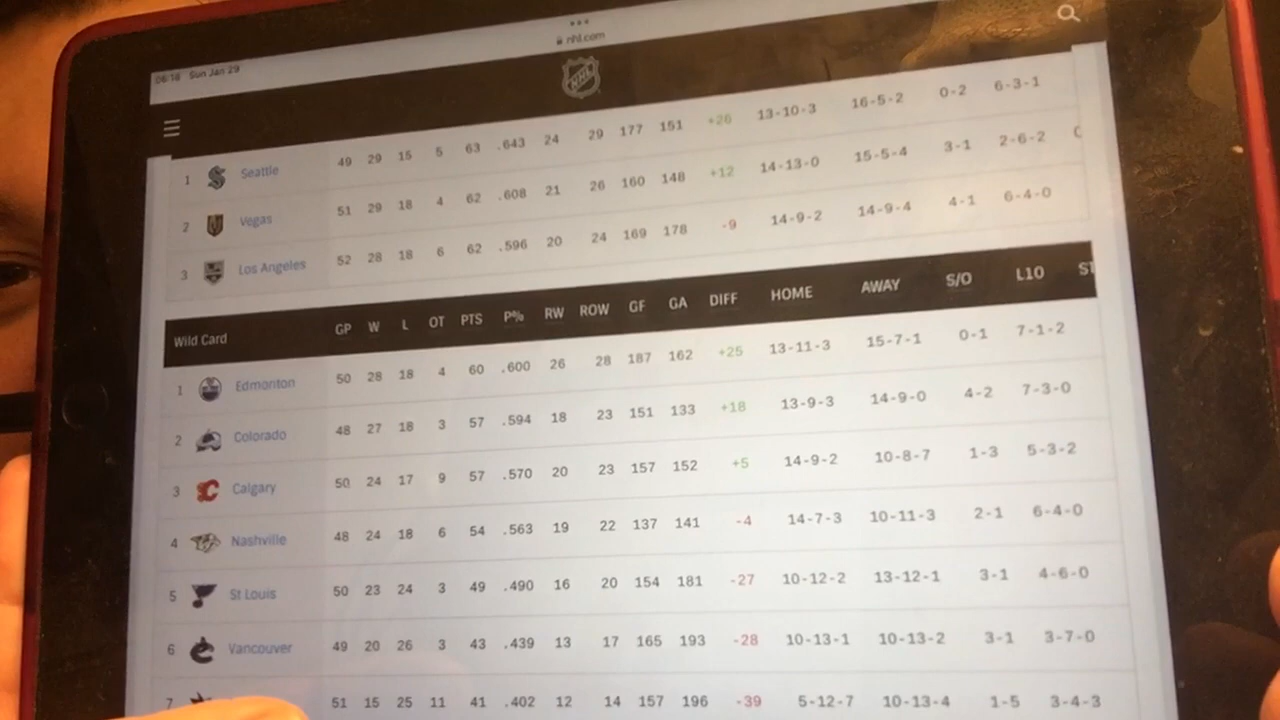 06:18 Sun Jan 29
nhl.com
NHL
1 Seattle 49 29 15 5 63 .643 24 29 177 151 +26 13-10-3 16-5-2 0-2 6-3-1
2 Vegas 51 29 18 4 62 .608 21 26 160 148 +12 14-13-0 15-5-4 3-1 2-6-2
3 Los Angeles 52 28 18 6 62 .596 20 24 169 178 -9 14-9-2 14-9-4 4-1 6-4-0
Wild Card GP W L OT PTS P% RW ROW GF GA DIFF HOME AWAY S/O L10
1 Edmonton 50 28 18 4 60 .600 26 28 187 162 +25 13-11-3 15-7-1 0-1 7-1-2
2 Colorado 48 27 18 3 57 .594 18 23 151 133 +18 13-9-3 14-9-0 4-2 7-3-0
3 Calgary 50 24 17 9 57 .570 20 23 157 152 +5 14-9-2 10-8-7 1-3 5-3-2
4 Nashville 48 24 18 6 54 .563 19 22 137 141 -4 14-7-3 10-11-3 2-1 6-4-0
5 St Louis 50 23 24 3 49 .490 16 20 154 181 -27 10-12-2 13-12-1 3-1 4-6-0
6 Vancouver 49 20 26 3 43 .439 13 17 165 193 -28 10-13-1 10-13-2 3-1 3-7-0
7 51 15 25 11 41 .402 12 14 157 196 -39 5-12-7 10-13-4 1-5 3-4-3